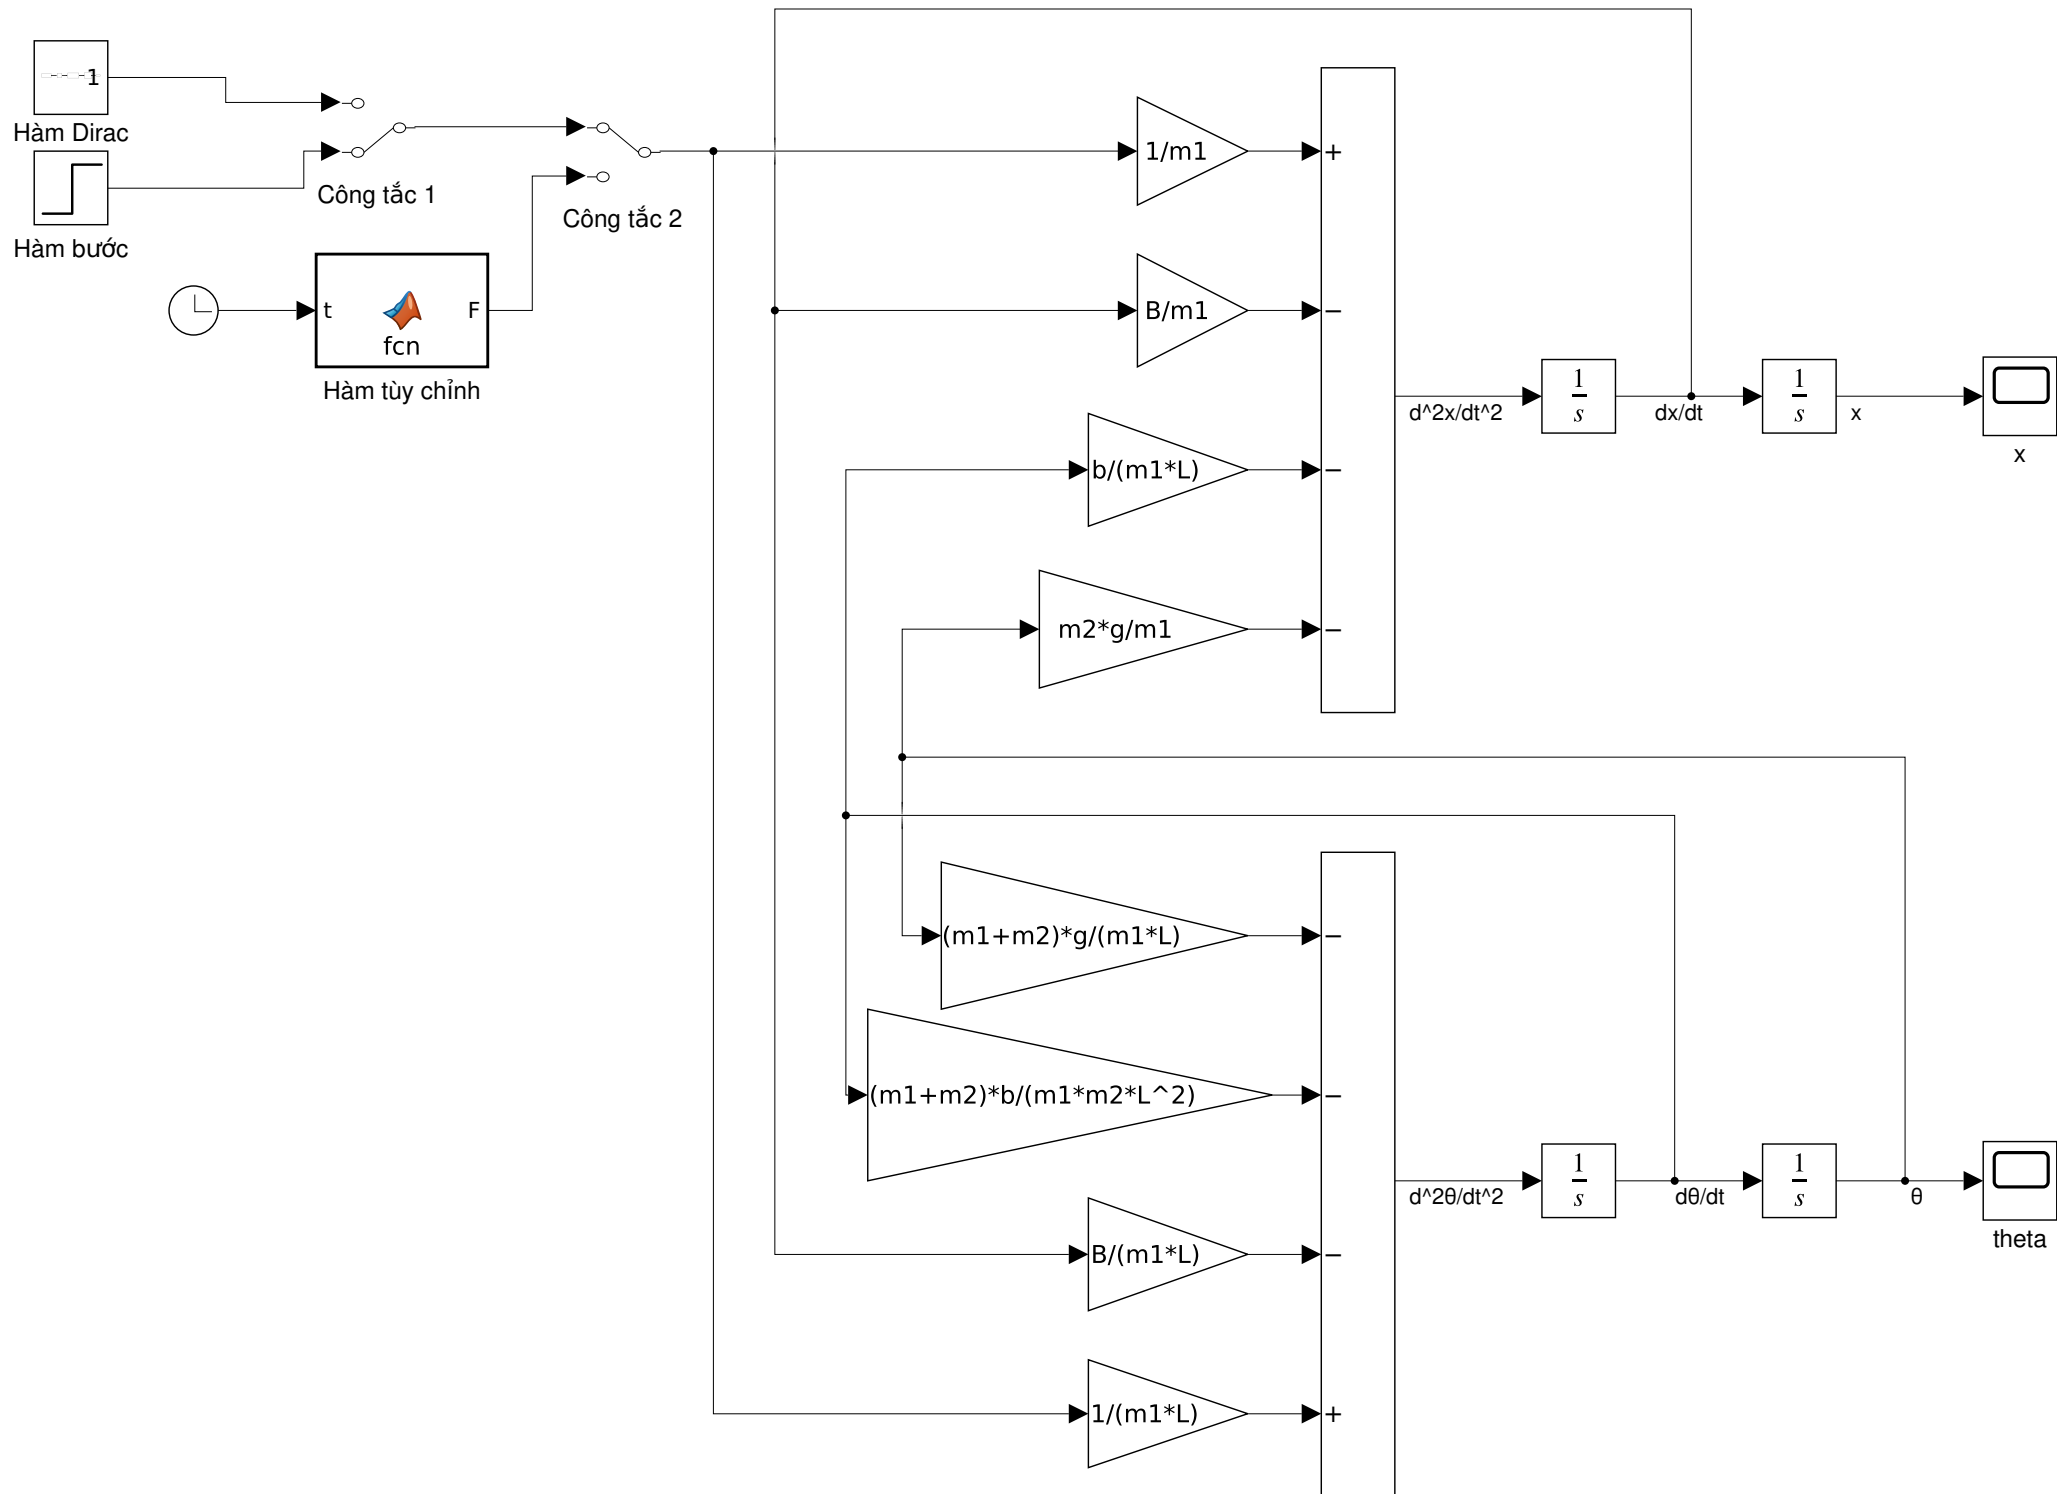 1
Hàm Dirac
Hàm bước
Công tắc 1
Công tắc 2
t
fcn
F
Hàm tùy chỉnh
1/m1
+
B/m1
−
b/(m1*L)
−
m2*g/m1
−
d^2x/dt^2
1
s
dx/dt
1
s
x
x
(m1+m2)*g/(m1*L)
−
(m1+m2)*b/(m1*m2*L^2)
−
B/(m1*L)
−
1/(m1*L)
+
d^2θ/dt^2
1
s
dθ/dt
1
s
θ
theta